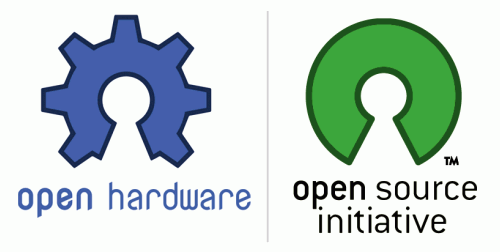 open hardware
TM
open source
initiative